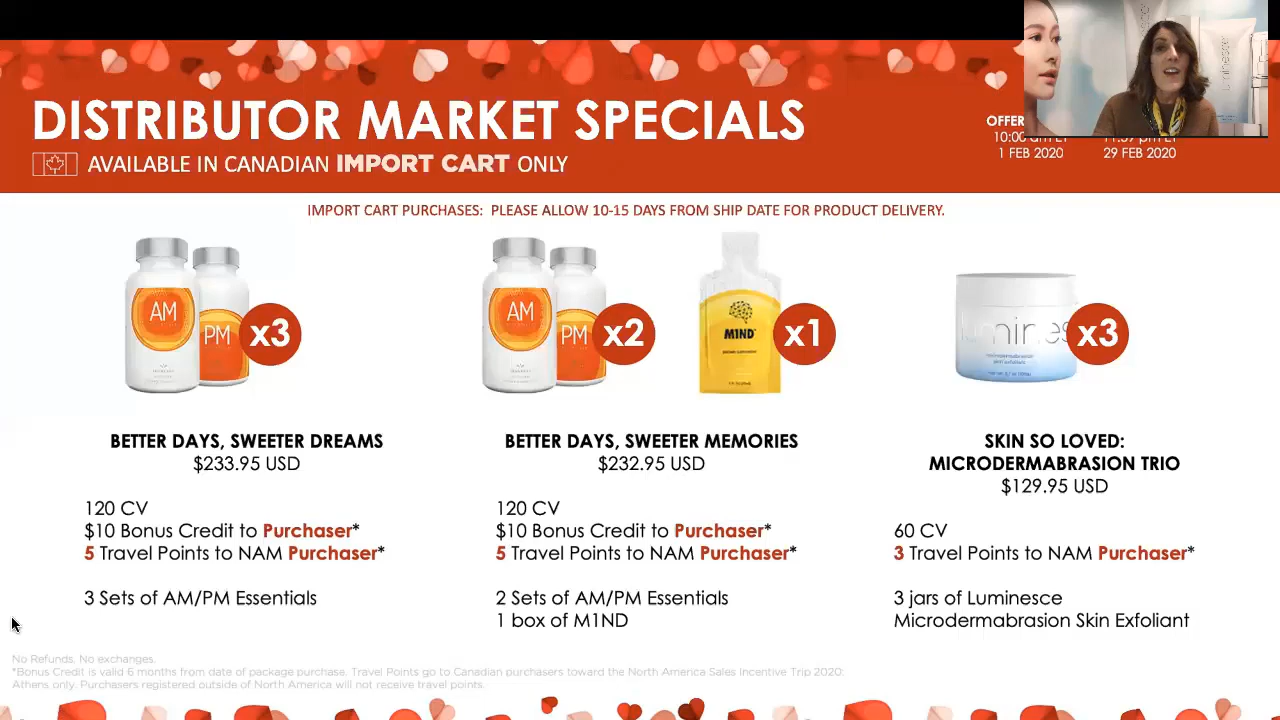 DISTRIBUTOR MARKET SPECIALS
AVAILABLE IN CANADIAN IMPORT CART ONLY
OFFER
10:00 am ET 11:59 pm ET
1 FEB 2020 29 FEB 2020
IMPORT CART PURCHASES: PLEASE ALLOW 10-15 DAYS FROM SHIP DATE FOR PRODUCT DELIVERY.
AM
PM
x3
AM
PM
x2
M1ND
x1
lumines
x3
BETTER DAYS, SWEETER DREAMS
$233.95 USD
120 CV
$10 Bonus Credit to Purchaser*
5 Travel Points to NAM Purchaser*
3 Sets of AM/PM Essentials
BETTER DAYS, SWEETER MEMORIES
$232.95 USD
120 CV
$10 Bonus Credit to Purchaser*
5 Travel Points to NAM Purchaser*
2 Sets of AM/PM Essentials
1 box of M1ND
SKIN SO LOVED:
MICRODERMABRASION TRIO
$129.95 USD
60 CV
3 Travel Points to NAM Purchaser*
3 jars of Luminesce
Microdermabrasion Skin Exfoliant
No Refunds. No exchanges.
*Bonus Credit is valid 6 months from date of package purchase. Travel Points go to Canadian purchasers toward the North America Sales Incentive Trip 2020:
Athens only. Purchasers registered outside of North America will not receive travel points.